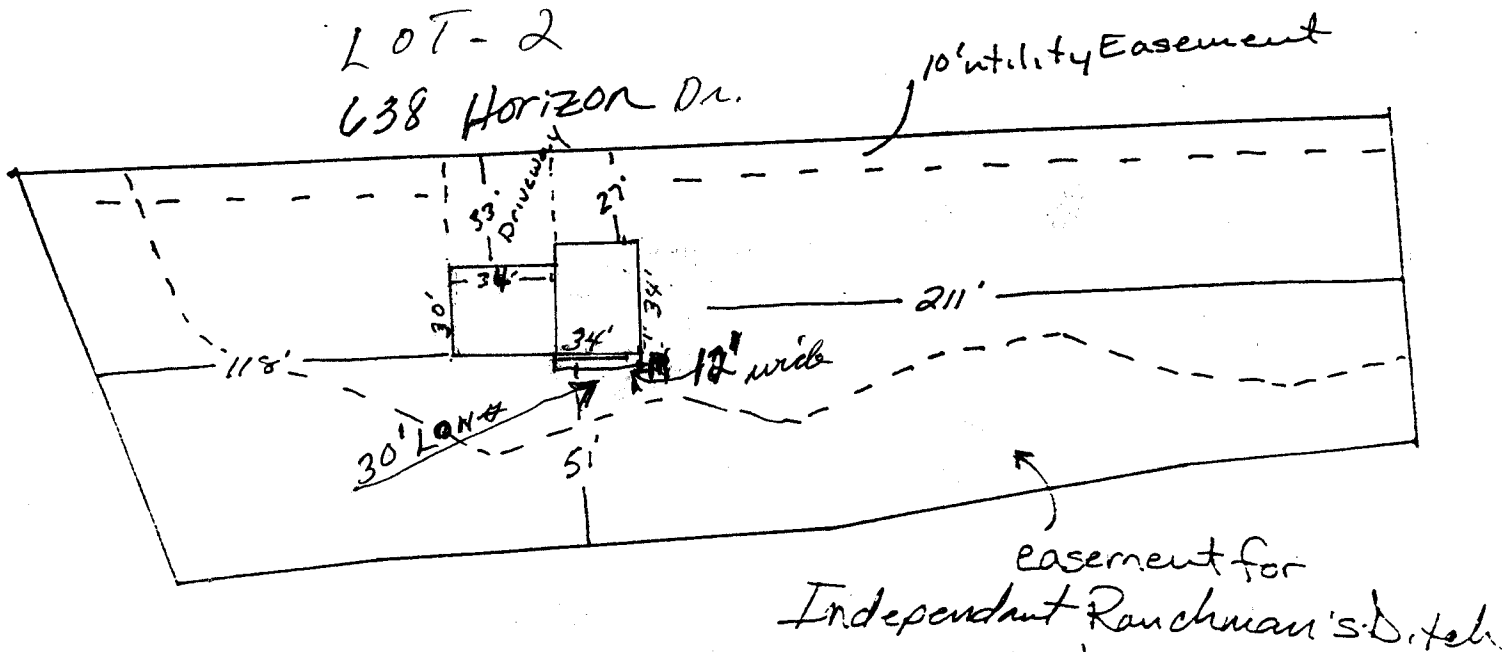 LOT - 2
638 Horizon Dr.
10' utility Easement
Driveway
33'
27'
34'
30'
34'
34'
211'
118'
12" wide
30' LONG
51'
easement for
Independant Ranchman's Ditch